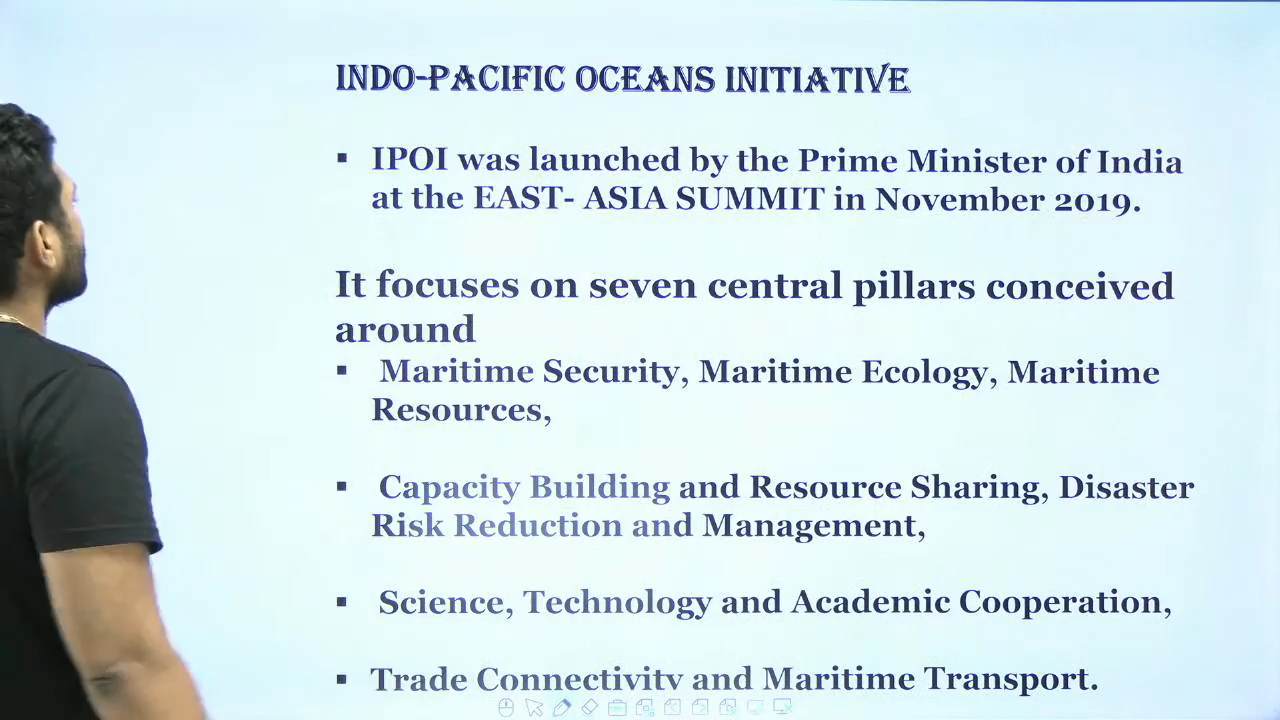 INDO-PACIFIC OCEANS INITIATIVE
▪ IPOI was launched by the Prime Minister of India
at the EAST- ASIA SUMMIT in November 2019.
It focuses on seven central pillars conceived
around
▪ Maritime Security, Maritime Ecology, Maritime
Resources,
▪ Capacity Building and Resource Sharing, Disaster
Risk Reduction and Management,
▪ Science, Technology and Academic Cooperation,
▪ Trade Connectivity and Maritime Transport.